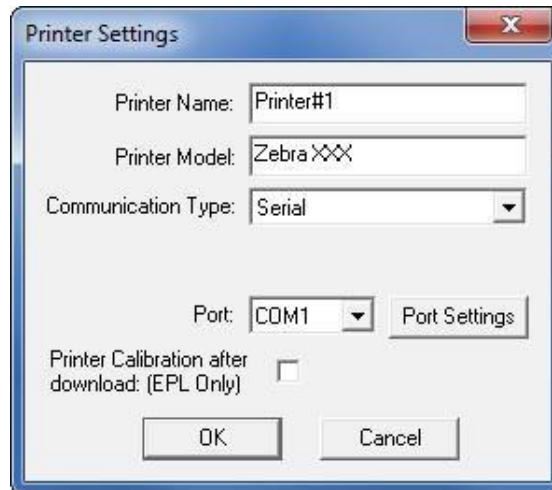 Printer Settings
Printer Name: Printer#1
Printer Model: Zebra XXX
Communication Type: Serial
Port: COM1 Port Settings
Printer Calibration after
download: (EPL Only)
OK Cancel